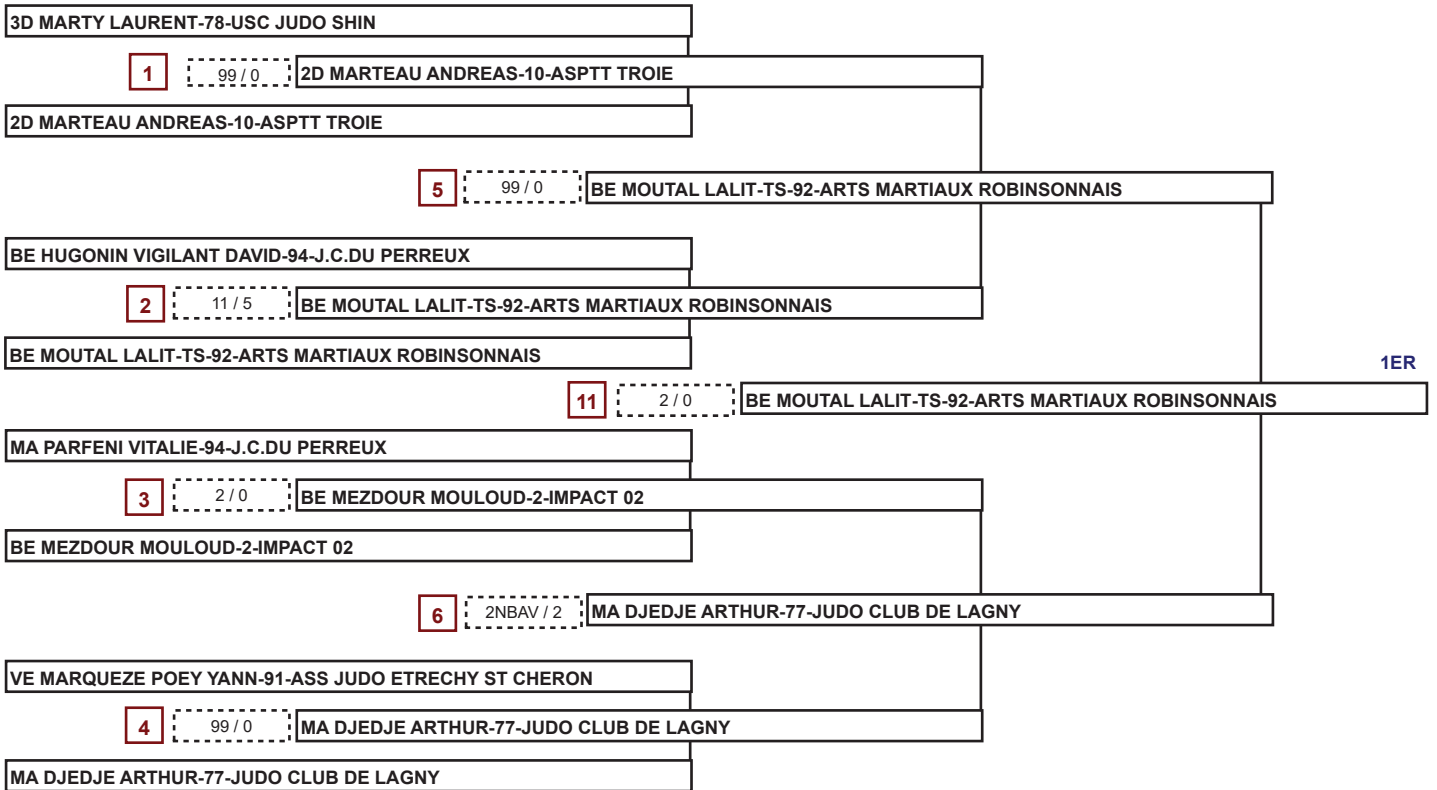 3D MARTY LAURENT-78-USC JUDO SHIN
1 99 / 0 2D MARTEAU ANDREAS-10-ASPTT TROIE
2D MARTEAU ANDREAS-10-ASPTT TROIE
5 99 / 0 BE MOUTAL LALIT-TS-92-ARTS MARTIAUX ROBINSONNAIS
BE HUGONIN VIGILANT DAVID-94-J.C.DU PERREUX
2 11 / 5 BE MOUTAL LALIT-TS-92-ARTS MARTIAUX ROBINSONNAIS
BE MOUTAL LALIT-TS-92-ARTS MARTIAUX ROBINSONNAIS
1ER
11 2 / 0 BE MOUTAL LALIT-TS-92-ARTS MARTIAUX ROBINSONNAIS
MA PARFENI VITALIE-94-J.C.DU PERREUX
3 2 / 0 BE MEZDOUR MOULOUD-2-IMPACT 02
BE MEZDOUR MOULOUD-2-IMPACT 02
6 2NBAV / 2 MA DJEDJE ARTHUR-77-JUDO CLUB DE LAGNY
VE MARQUEZE POEY YANN-91-ASS JUDO ETRECHY ST CHERON
4 99 / 0 MA DJEDJE ARTHUR-77-JUDO CLUB DE LAGNY
MA DJEDJE ARTHUR-77-JUDO CLUB DE LAGNY